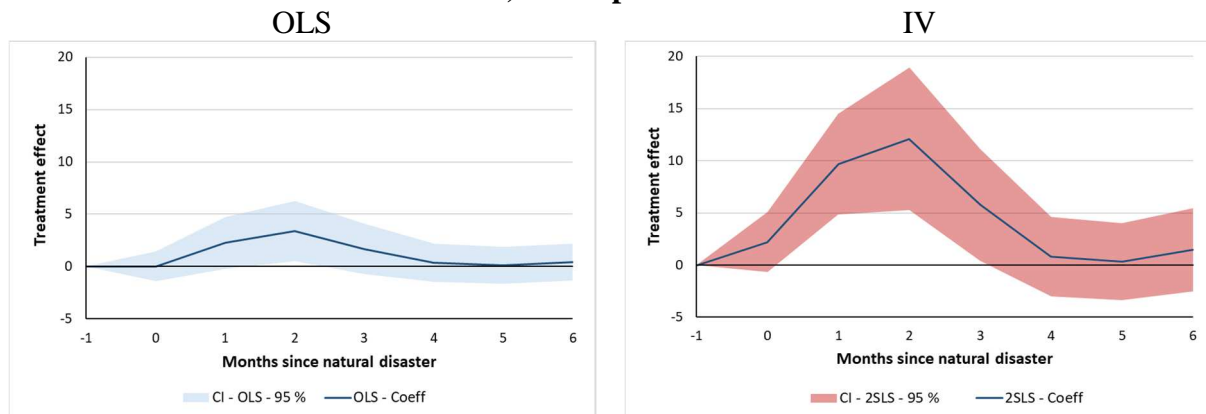 OLS
IV
20
15
10
5
0
-5
Treatment effect
-1 0 1 2 3 4 5 6
Months since natural disaster
CI - OLS - 95 % OLS - Coeff
20
15
10
5
0
-5
Treatment effect
-1 0 1 2 3 4 5 6
Months since natural disaster
CI - 2SLS - 95 % 2SLS - Coeff